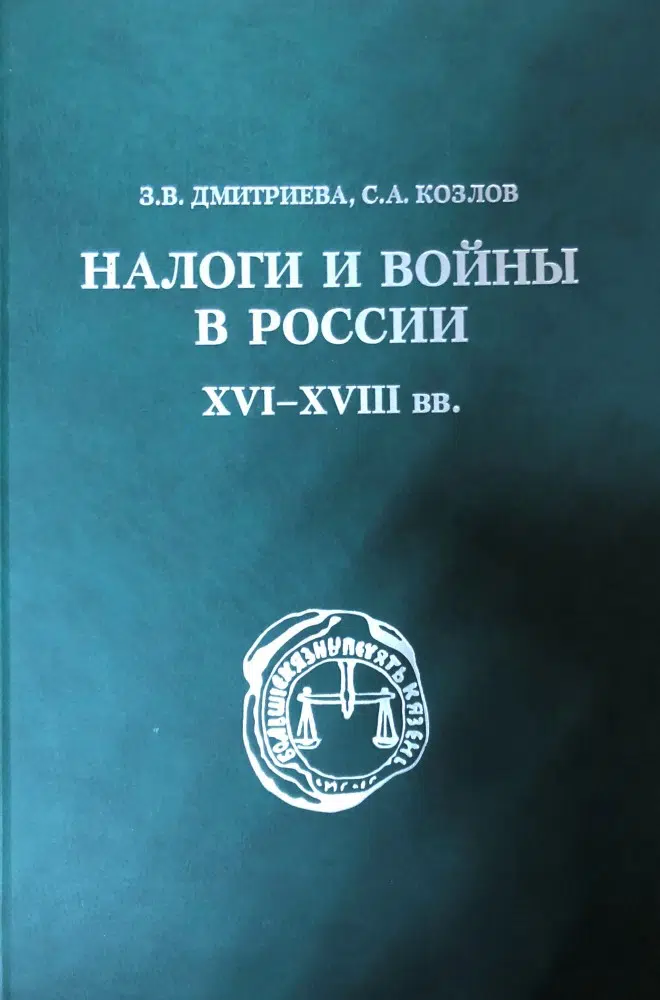 З.В. ДМИТРИЕВА, С.А. КОЗЛОВ
НАЛОГИ И ВОЙНЫ
В РОССИИ
XVI–XVIII вв.